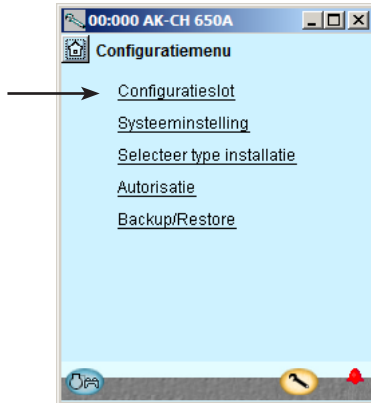 00:000 AK-CH 650A
Configuratiemenu
Configuratieslot
Systeeminstelling
Selecteer type installatie
Autorisatie
Backup/Restore